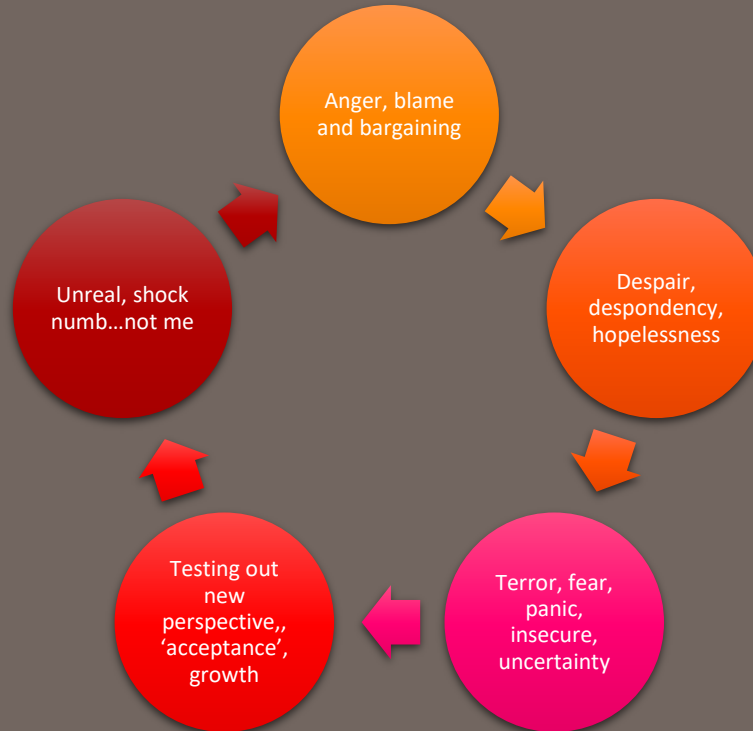 Anger, blame
and bargaining
Despair,
despondency,
hopelessness
Terror, fear,
panic,
insecure,
uncertainty
Testing out
new
perspective,,
‘acceptance’,
growth
Unreal, shock
numb...not me